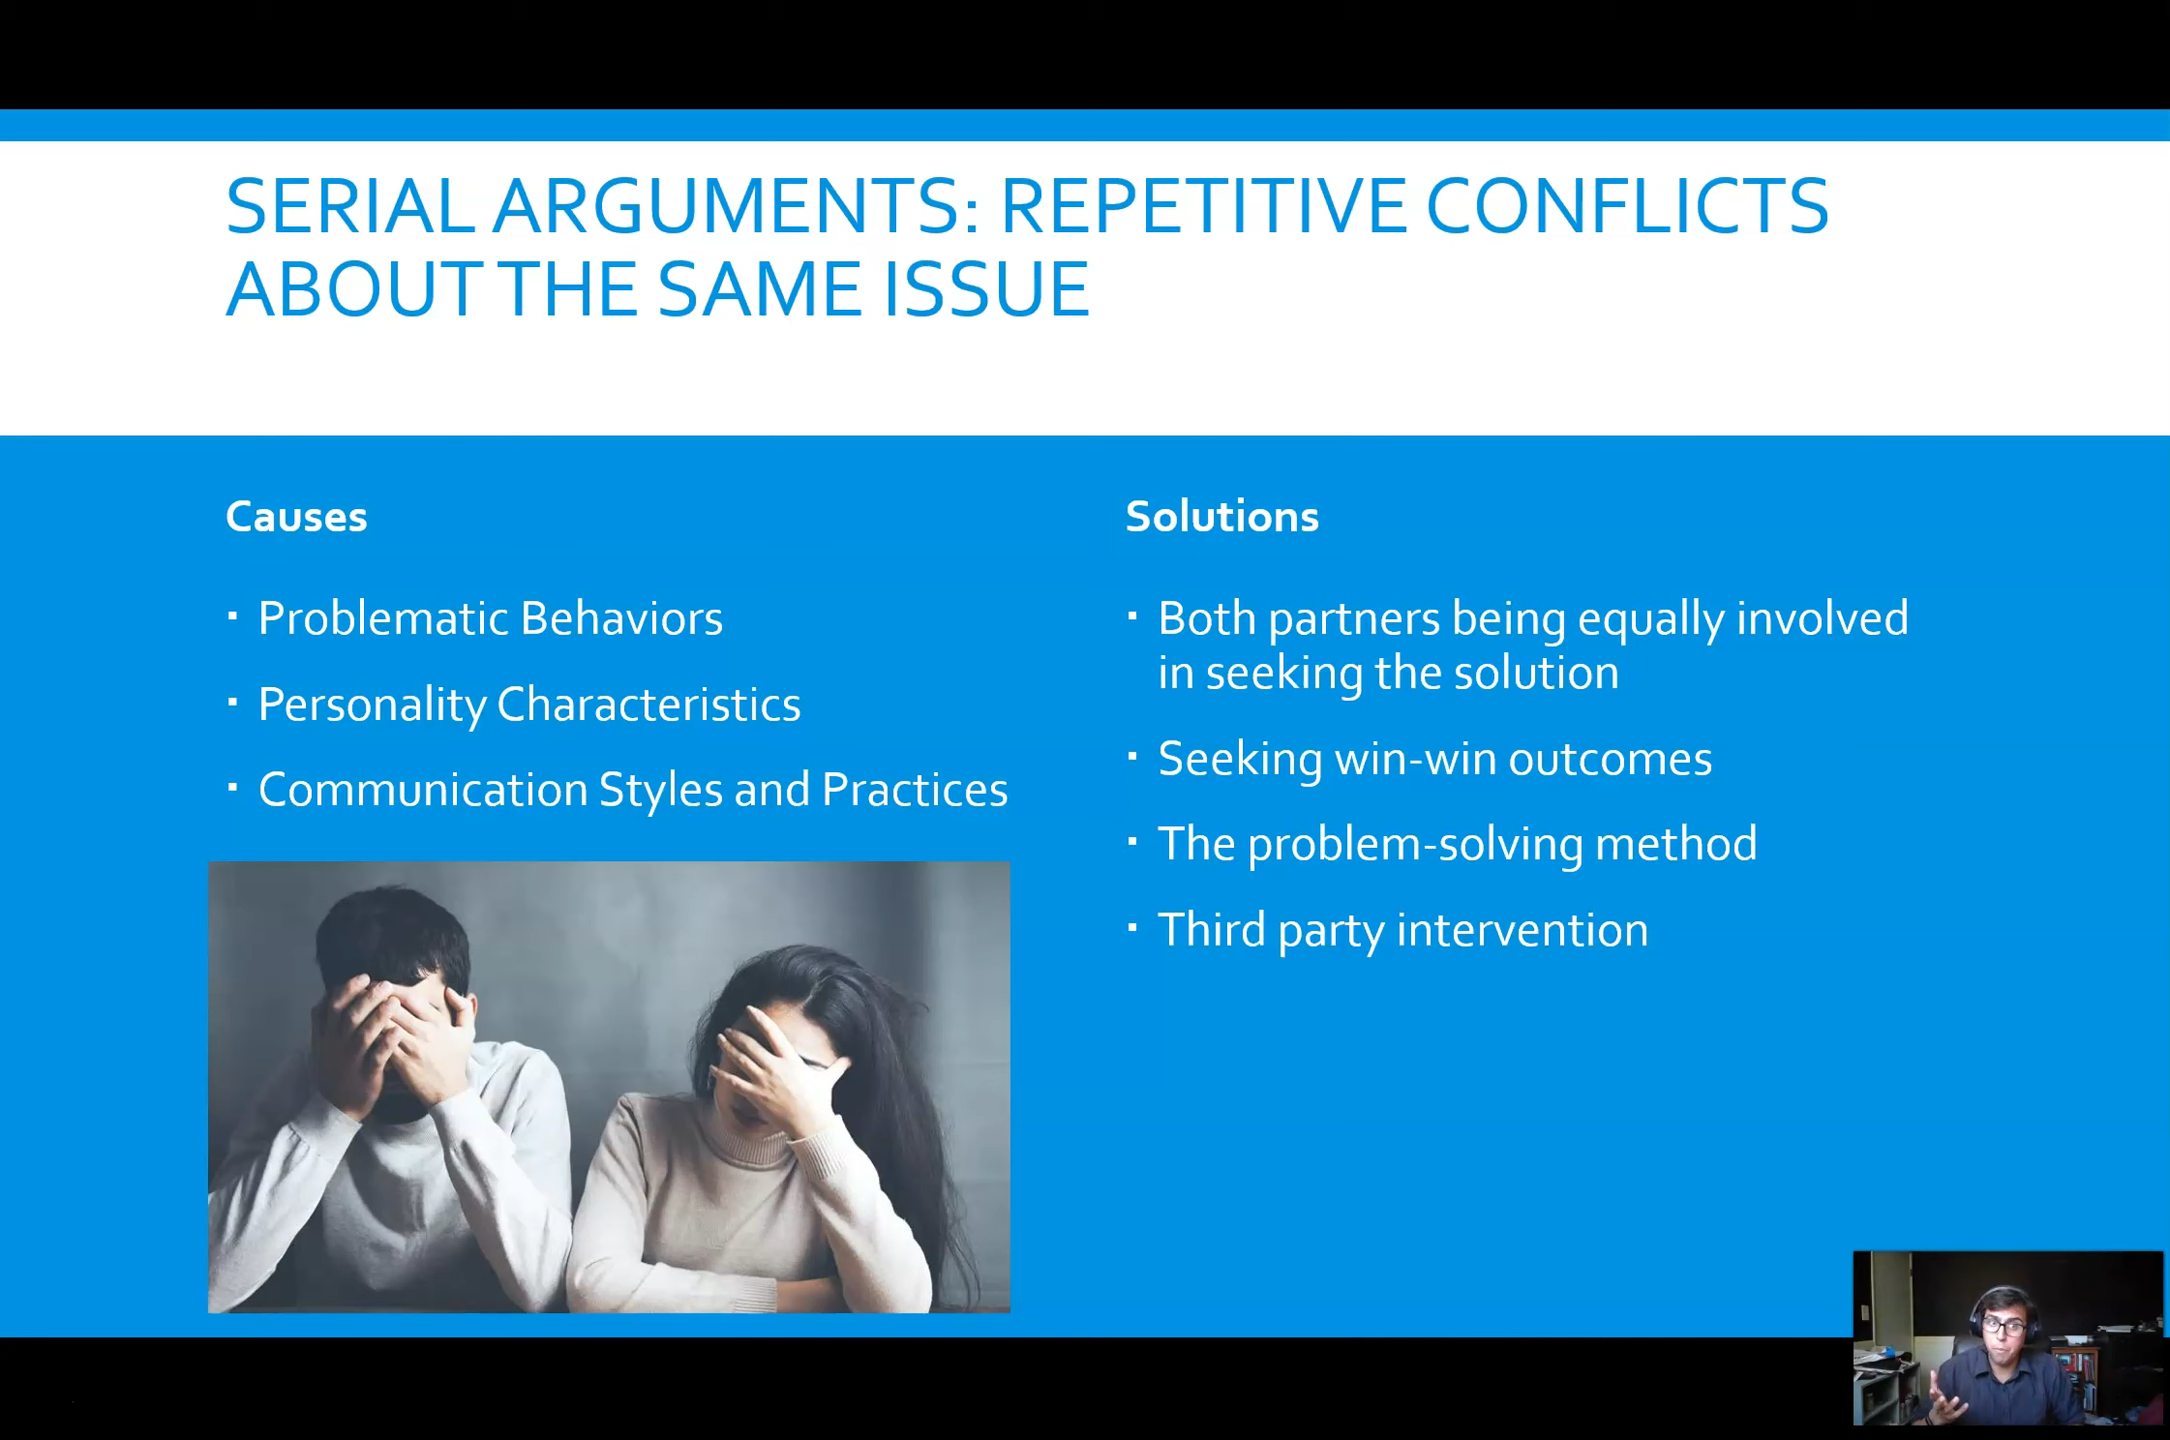 SERIAL ARGUMENTS: REPETITIVE CONFLICTS
ABOUT THE SAME ISSUE
Causes
▪ Problematic Behaviors
▪ Personality Characteristics
▪ Communication Styles and Practices
Solutions
▪ Both partners being equally involved
in seeking the solution
▪ Seeking win-win outcomes
▪ The problem-solving method
▪ Third party intervention